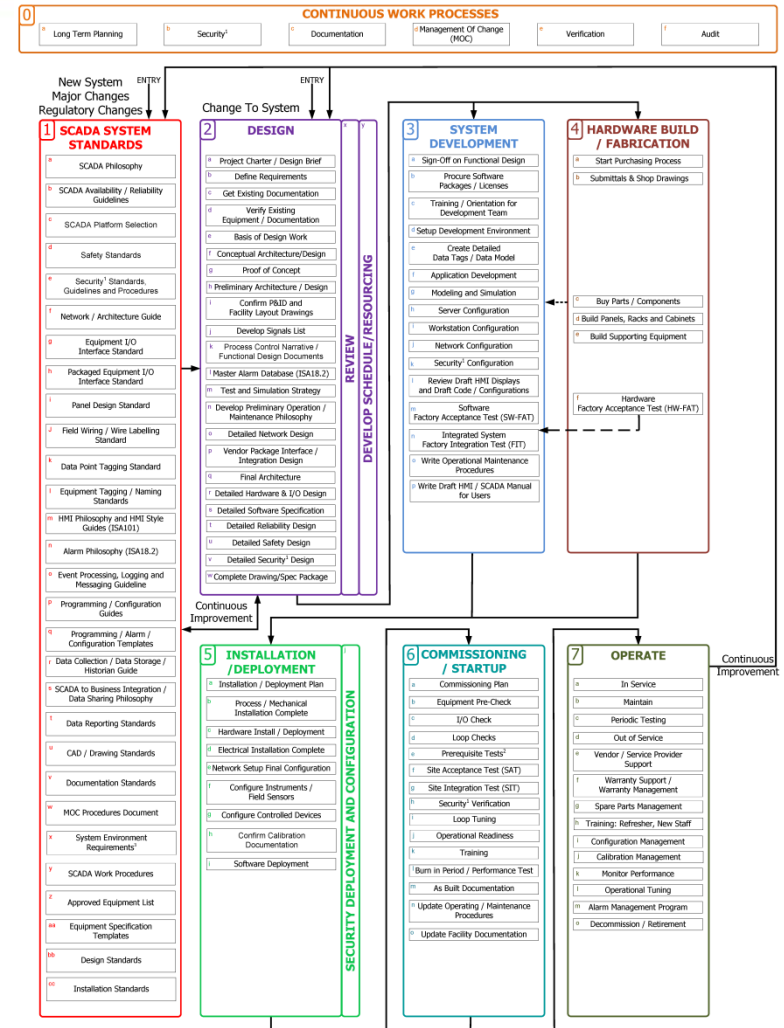 0
CONTINUOUS WORK PROCESSES
a Long Term Planning
b Security¹
c Documentation
d Management Of Change
(MOC)
e Verification
f Audit
New System
Major Changes
Regulatory Changes
ENTRY
Change To System
ENTRY
1 SCADA SYSTEM
STANDARDS
a SCADA Philosophy
b SCADA Availability / Reliability
Guidelines
c SCADA Platform Selection
d Safety Standards
e Security¹ Standards,
Guidelines and Procedures
f Network / Architecture Guide
g Equipment I/O
Interface Standard
h Packaged Equipment I/O
Interface Standard
i Panel Design Standard
J Field Wiring / Wire Labelling
Standard
k Data Point Tagging Standard
l Equipment Tagging / Naming
Standards
m HMI Philosophy and HMI Style
Guides (ISA101)
n Alarm Philosophy (ISA18.2)
o Event Processing, Logging and
Messaging Guideline
p Programming / Configuration
Guides
q Programming / Alarm /
Configuration Templates
r Data Collection / Data Storage /
Historian Guide
s SCADA to Business Integration /
Data Sharing Philosophy
t Data Reporting Standards
u CAD / Drawing Standards
v Documentation Standards
w MOC Procedures Document
x System Environment
Requirements³
y SCADA Work Procedures
z Approved Equipment List
aa Equipment Specification
Templates
bb Design Standards
cc Installation Standards
2 DESIGN
a Project Charter / Design Brief
b Define Requirements
c Get Existing Documentation
d Verify Existing
Equipment / Documentation
e Basis of Design Work
f Conceptual Architecture/Design
g Proof of Concept
h Preliminary Architecture / Design
i Confirm P&ID and
Facility Layout Drawings
j Develop Signals List
k Process Control Narrative /
Functional Design Documents
l Master Alarm Database (ISA18.2)
m Test and Simulation Strategy
n Develop Preliminary Operation /
Maintenance Philosophy
o Detailed Network Design
p Vendor Package Interface /
Integration Design
q Final Architecture
r Detailed Hardware & I/O Design
s Detailed Software Specification
t Detailed Reliability Design
u Detailed Safety Design
v Detailed Security¹ Design
w Complete Drawing/Spec Package
x REVIEW
y DEVELOP SCHEDULE/RESOURCING
Continuous
Improvement
3 SYSTEM
DEVELOPMENT
a Sign-Off on Functional Design
b Procure Software
Packages / Licenses
c Training / Orientation for
Development Team
d Setup Development Environment
e Create Detailed
Data Tags / Data Model
f Application Development
g Modeling and Simulation
h Server Configuration
i Workstation Configuration
j Network Configuration
k Security¹ Configuration
l Review Draft HMI Displays
and Draft Code / Configurations
m Software
Factory Acceptance Test (SW-FAT)
n Integrated System
Factory Integration Test (FIT)
o Write Operational Maintenance
Procedures
p Write Draft HMI / SCADA Manual
for Users
4 HARDWARE BUILD
/ FABRICATION
a Start Purchasing Process
b Submittals & Shop Drawings
c Buy Parts / Components
d Build Panels, Racks and Cabinets
e Build Supporting Equipment
f Hardware
Factory Acceptance Test (HW-FAT)
5 INSTALLATION
/DEPLOYMENT
a Installation / Deployment Plan
b Process / Mechanical
Installation Complete
c Hardware Install / Deployment
d Electrical Installation Complete
e Network Setup Final Configuration
f Configure Instruments /
Field Sensors
g Configure Controlled Devices
h Confirm Calibration
Documentation
i Software Deployment
j SECURITY DEPLOYMENT AND CONFIGURATION
6 COMMISSIONING
/ STARTUP
a Commissioning Plan
b Equipment Pre-Check
c I/O Check
d Loop Checks
e Prerequisite Tests²
f Site Acceptance Test (SAT)
g Site Integration Test (SIT)
h Security¹ Verification
i Loop Tuning
j Operational Readiness
k Training
l Burn in Period / Performance Test
m As Built Documentation
n Update Operating / Maintenance
Procedures
o Update Facility Documentation
7 OPERATE
a In Service
b Maintain
c Periodic Testing
d Out of Service
e Vendor / Service Provider
Support
f Warranty Support /
Warranty Management
g Spare Parts Management
h Training: Refresher, New Staff
i Configuration Management
j Calibration Management
k Monitor Performance
l Operational Tuning
m Alarm Management Program
Decommission / Retirement
Continuous
Improvement